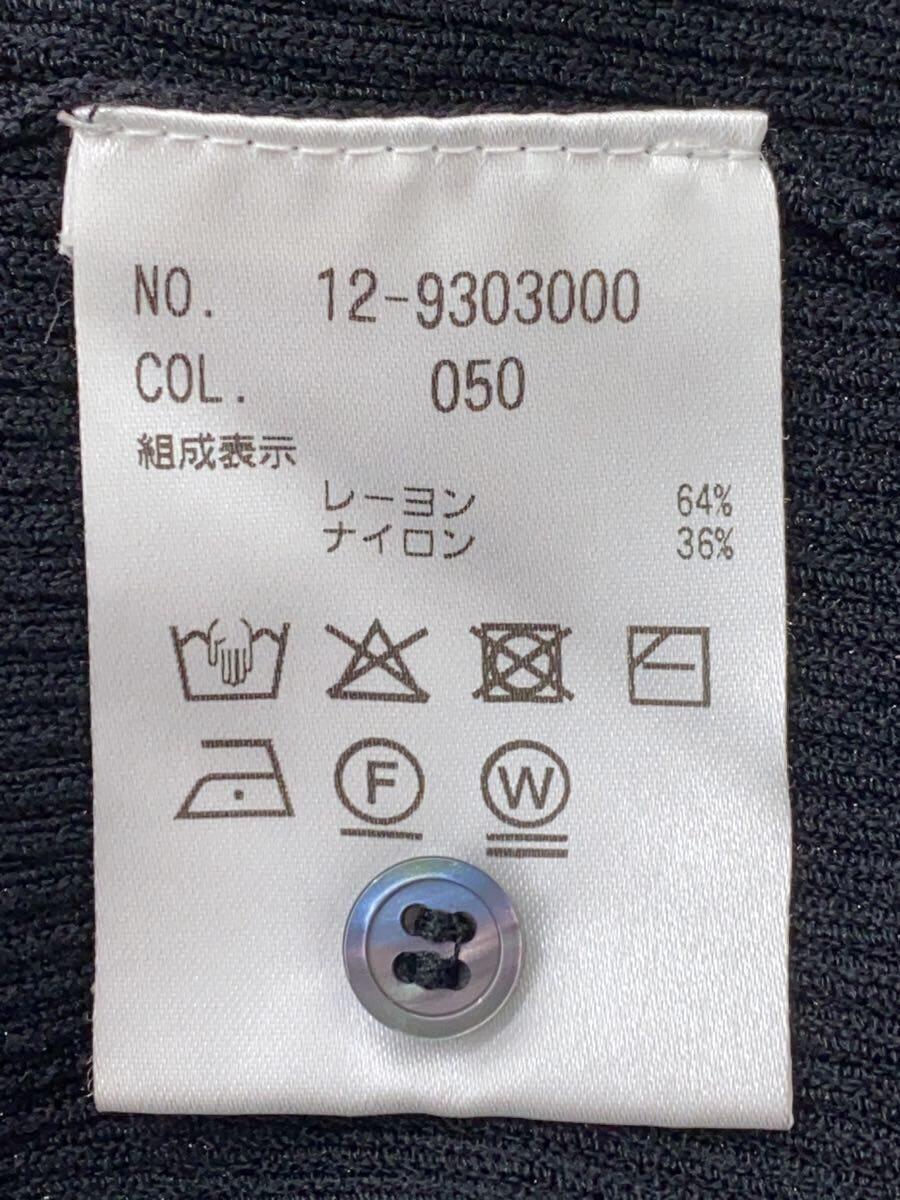 NO. 12-9303000
COL. 050
組成表示
レーヨン 64%
ナイロン 36%
F W